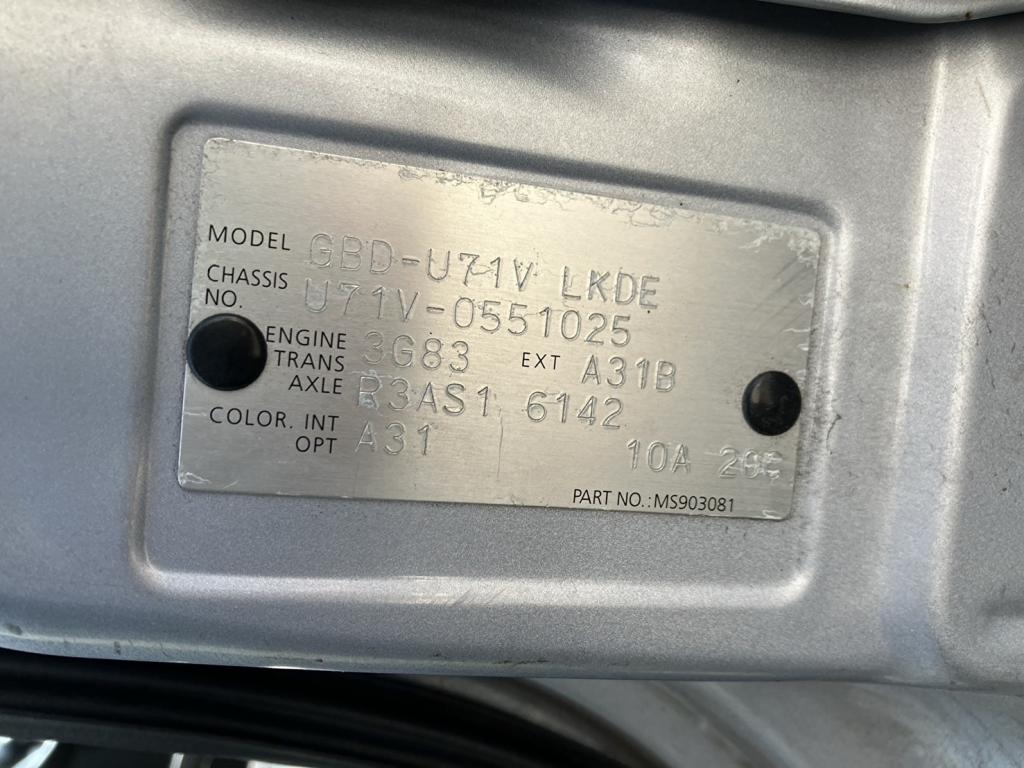 MODEL GBD-U71V LKDE
CHASSIS NO. U71V-0551025
ENGINE 3G83 EXT A31B
TRANS AXLE R3AS1 6142
COLOR. INT OPT A31
10A
PART NO.: MS903081